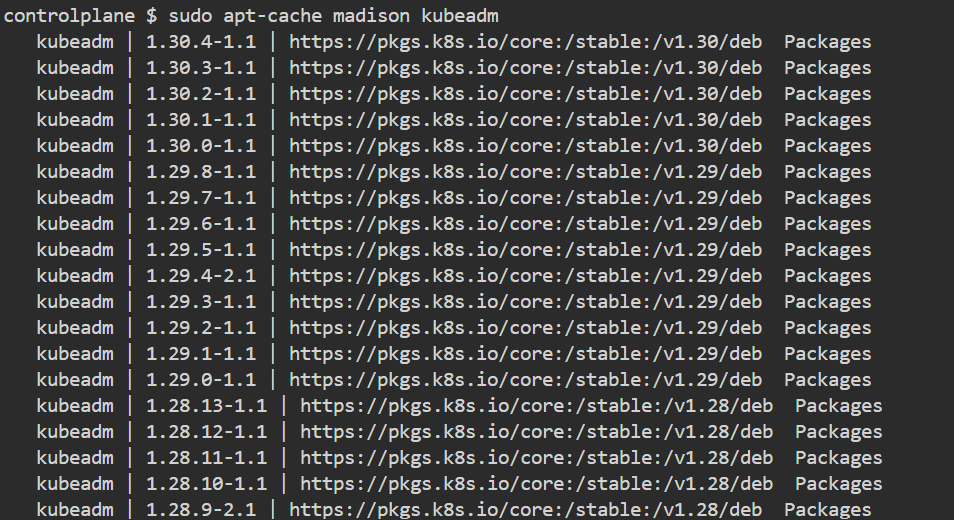 controlplane $ sudo apt-cache madison kubeadm
kubeadm | 1.30.4-1.1 | https://pkgs.k8s.io/core:/stable:/v1.30/deb Packages
kubeadm | 1.30.3-1.1 | https://pkgs.k8s.io/core:/stable:/v1.30/deb Packages
kubeadm | 1.30.2-1.1 | https://pkgs.k8s.io/core:/stable:/v1.30/deb Packages
kubeadm | 1.30.1-1.1 | https://pkgs.k8s.io/core:/stable:/v1.30/deb Packages
kubeadm | 1.30.0-1.1 | https://pkgs.k8s.io/core:/stable:/v1.30/deb Packages
kubeadm | 1.29.8-1.1 | https://pkgs.k8s.io/core:/stable:/v1.29/deb Packages
kubeadm | 1.29.7-1.1 | https://pkgs.k8s.io/core:/stable:/v1.29/deb Packages
kubeadm | 1.29.6-1.1 | https://pkgs.k8s.io/core:/stable:/v1.29/deb Packages
kubeadm | 1.29.5-1.1 | https://pkgs.k8s.io/core:/stable:/v1.29/deb Packages
kubeadm | 1.29.4-2.1 | https://pkgs.k8s.io/core:/stable:/v1.29/deb Packages
kubeadm | 1.29.3-1.1 | https://pkgs.k8s.io/core:/stable:/v1.29/deb Packages
kubeadm | 1.29.2-1.1 | https://pkgs.k8s.io/core:/stable:/v1.29/deb Packages
kubeadm | 1.29.1-1.1 | https://pkgs.k8s.io/core:/stable:/v1.29/deb Packages
kubeadm | 1.29.0-1.1 | https://pkgs.k8s.io/core:/stable:/v1.29/deb Packages
kubeadm | 1.28.13-1.1 | https://pkgs.k8s.io/core:/stable:/v1.28/deb Packages
kubeadm | 1.28.12-1.1 | https://pkgs.k8s.io/core:/stable:/v1.28/deb Packages
kubeadm | 1.28.11-1.1 | https://pkgs.k8s.io/core:/stable:/v1.28/deb Packages
kubeadm | 1.28.10-1.1 | https://pkgs.k8s.io/core:/stable:/v1.28/deb Packages
kubeadm | 1.28.9-2.1 | https://pkgs.k8s.io/core:/stable:/v1.28/deb Packages